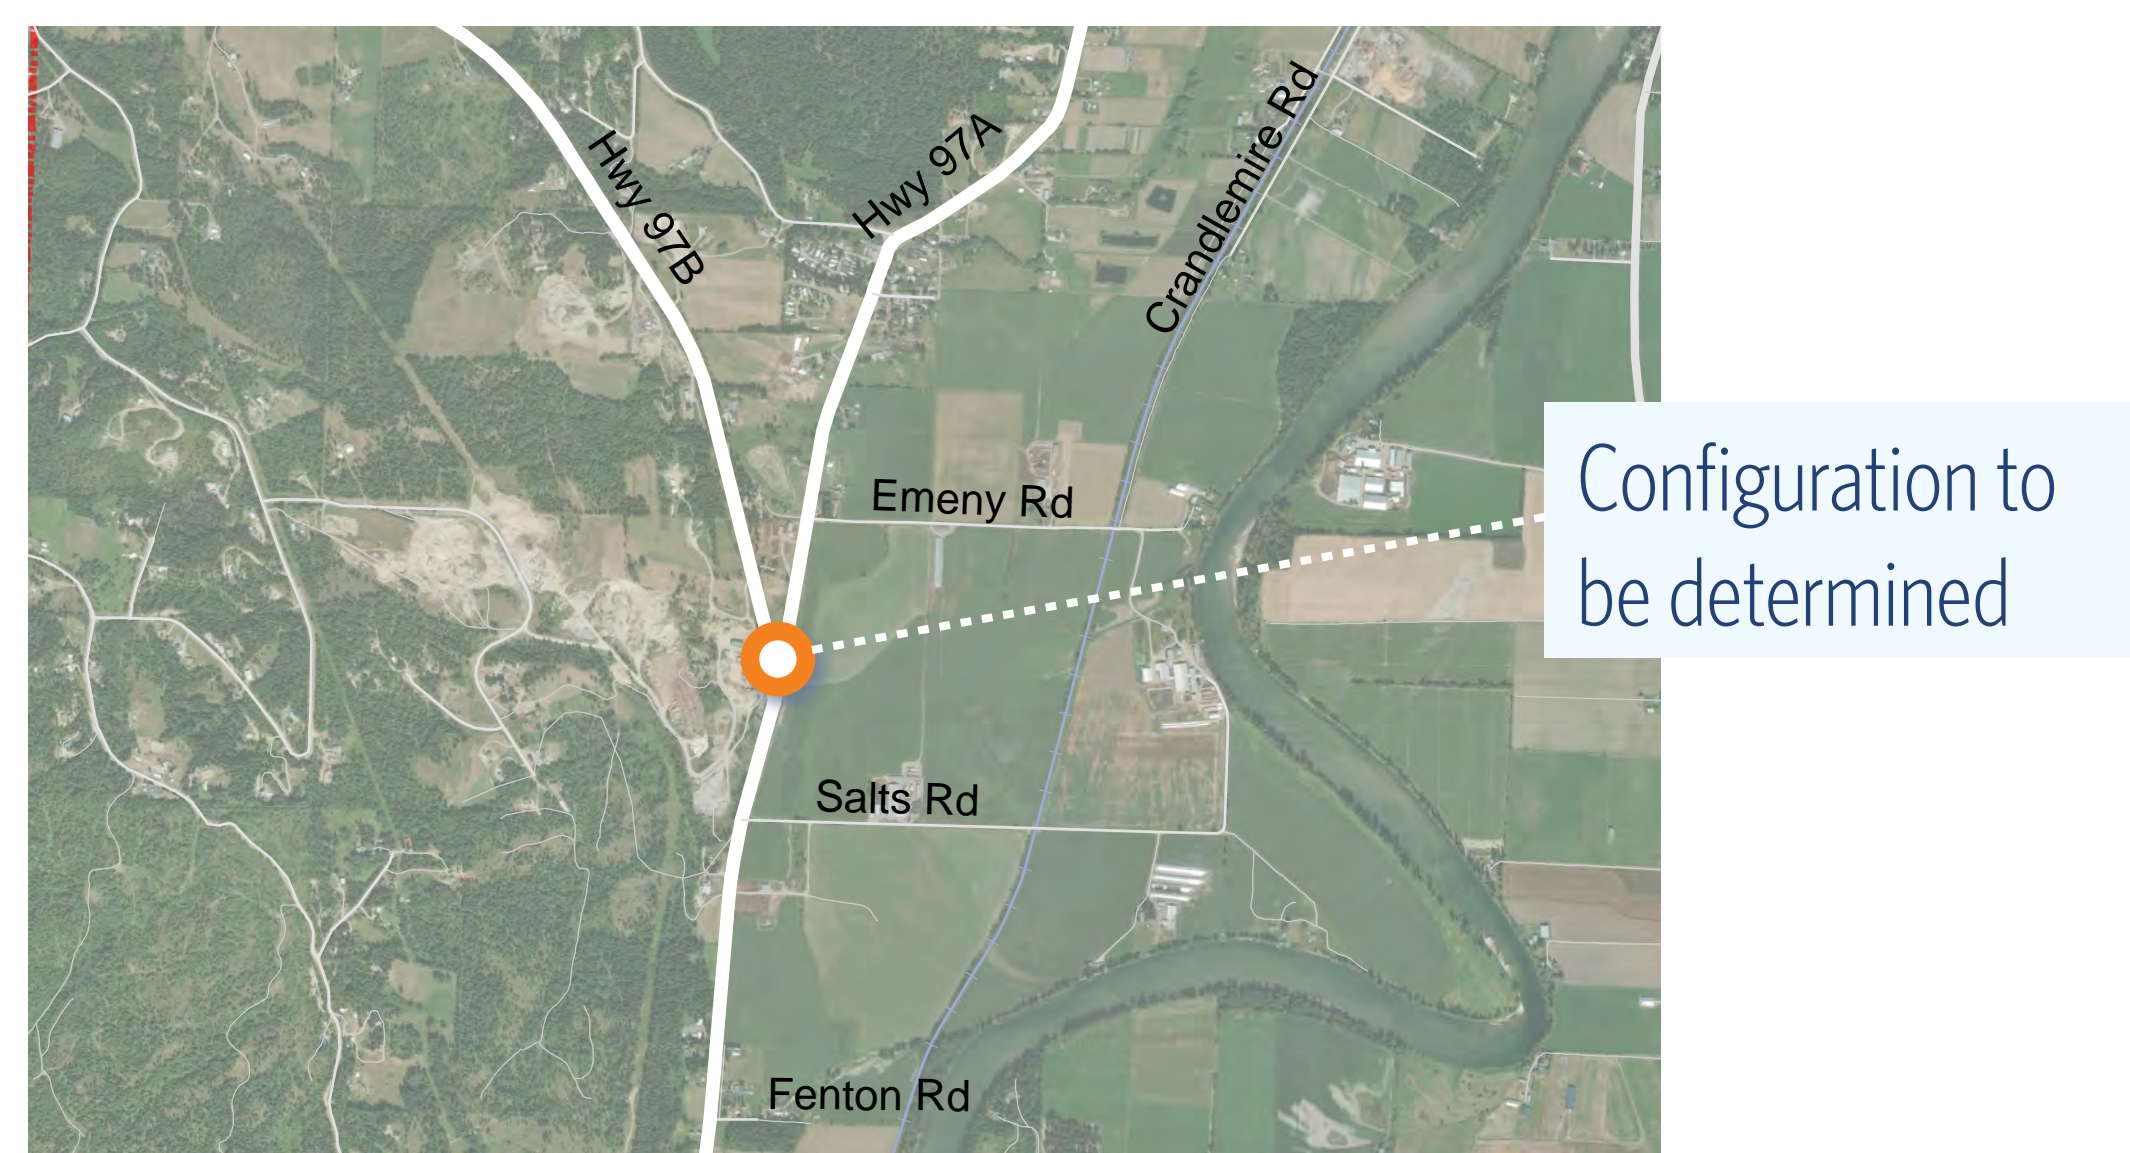 Hwy 97B
Hwy 97A
Crandlemire Rd
Emeny Rd
Configuration to
be determined
Salts Rd
Fenton Rd